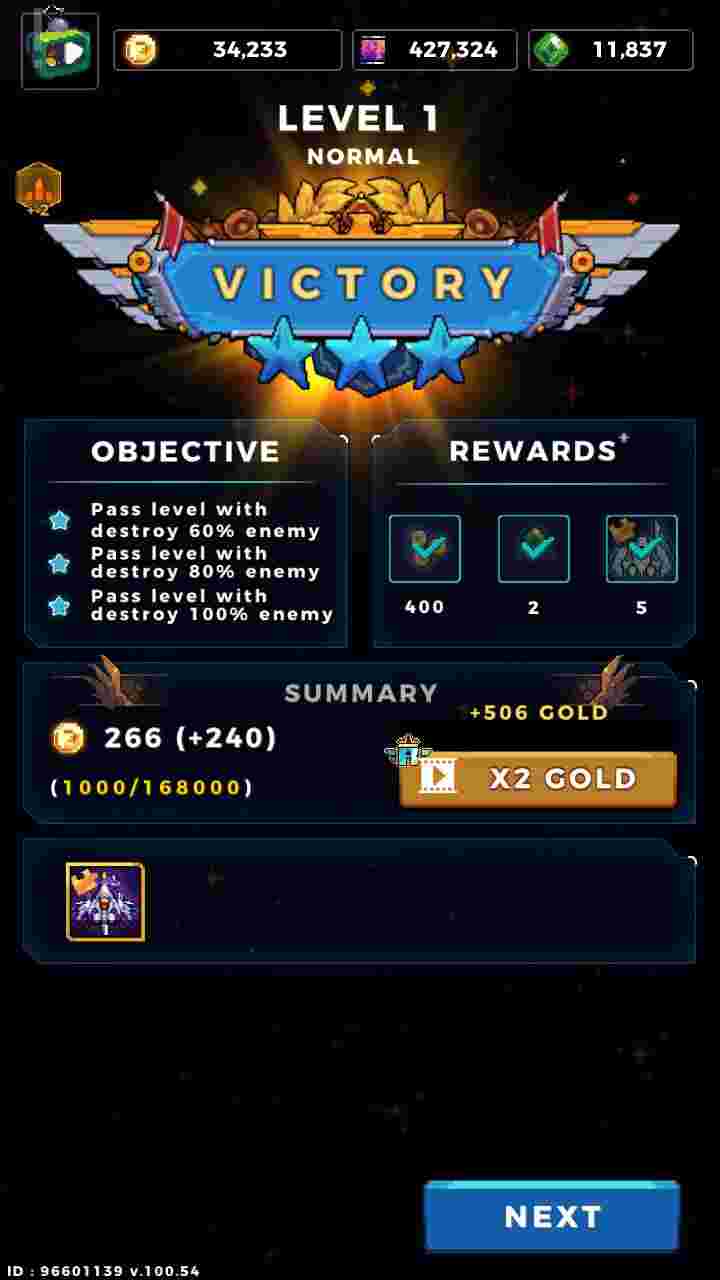 34,233
427,324
11,837
LEVEL 1
NORMAL
+2
VICTORY
OBJECTIVE
Pass level with
destroy 60% enemy
Pass level with
destroy 80% enemy
Pass level with
destroy 100% enemy
REWARDS
400
2
5
SUMMARY
+506 GOLD
266 (+240)
(1000/168000)
X2 GOLD
NEXT
ID : 96601139 v.100.54